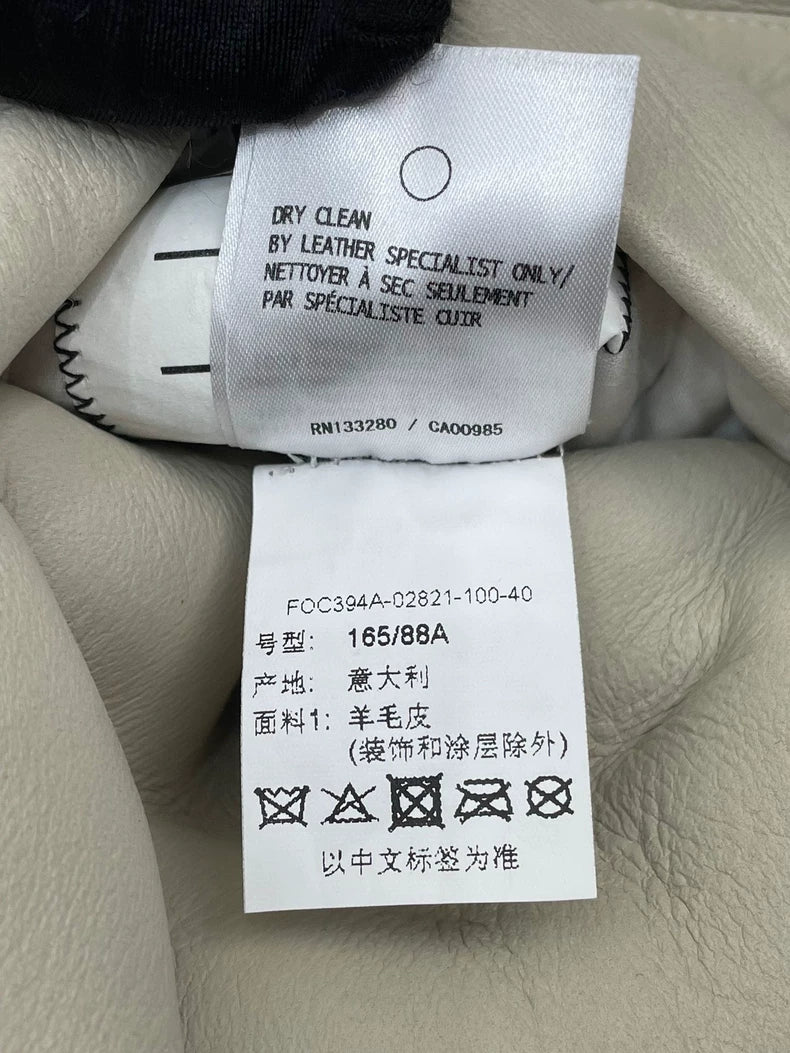 DRY CLEAN
BY LEATHER SPECIALIST ONLY/
NETTOYER À SEC SEULEMENT
PAR SPÉCIALISTE CUIR
RN133280 / CA00985
FOC394A-02821-100-40
号型: 165/88A
产地: 意大利
面料1: 羊毛皮
(装饰和涂层除外)
以中文标签为准